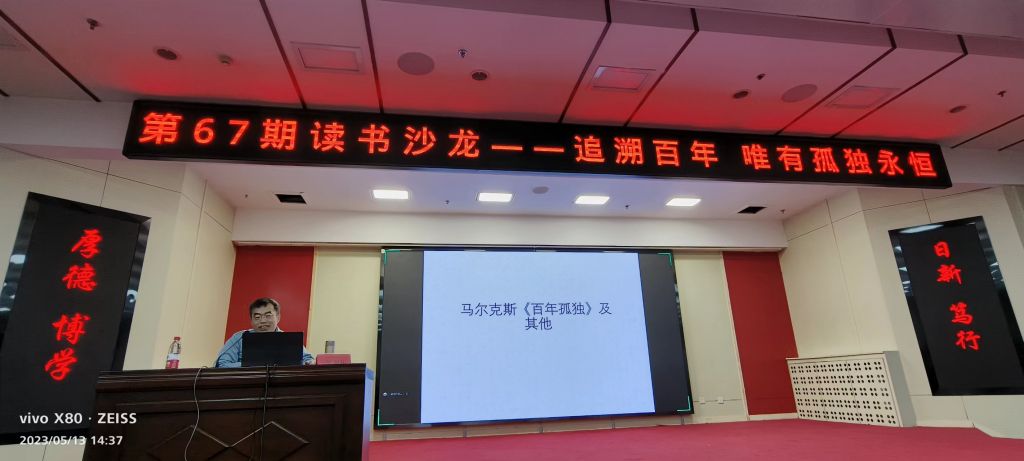 第67期读书沙龙——追溯百年 唯有孤独永恒
厚德 博学
马尔克斯《百年孤独》及
其他
日新 笃行
vivo X80 · ZEISS
2023/05/13 14:37